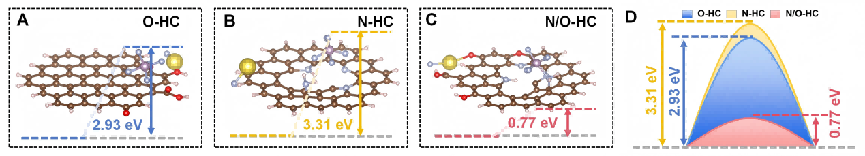 A O-HC
2.93 eV
B N-HC
3.31 eV
C N/O-HC
0.77 eV
D O-HC N-HC N/O-HC
3.31 eV
2.93 eV
0.77 eV